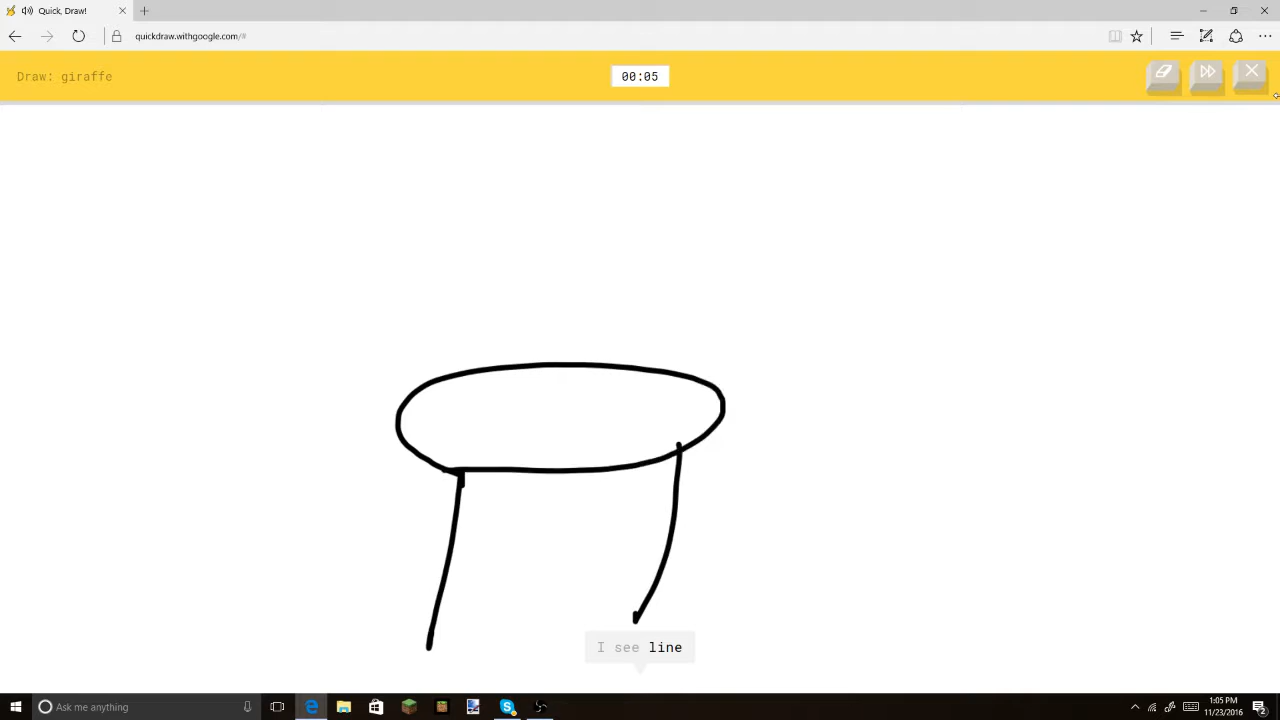 Quick, Draw!
quickdraw.withgoogle.com/#
Draw: giraffe
00:05
I see line
Ask me anything
1:05 PM
11/23/2016
2